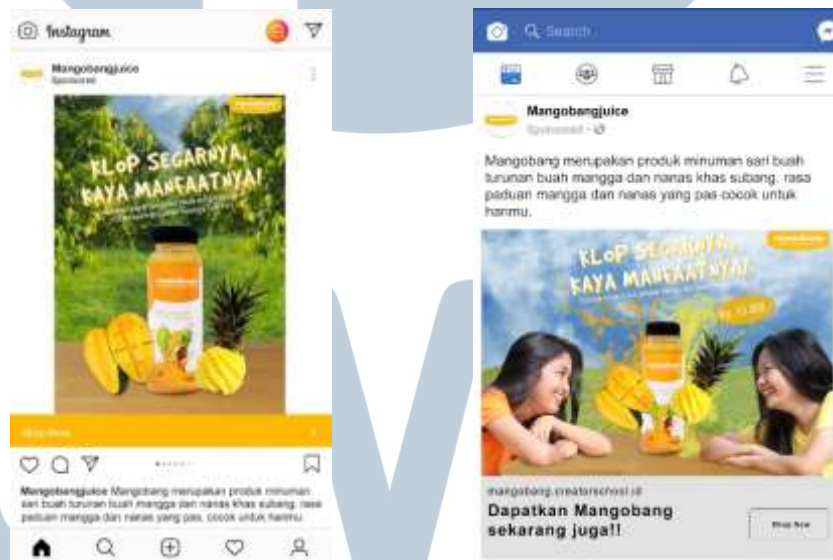 Instagram
Mangobangjuice
Sponsored
KLOP SEGARNYA,
KAYA MANFAATNYA!
Shop Now
Mangobangjuice Mangobang merupakan produk minuman
sari buah turunan buah mangga dan nanas khas subang. rasa
paduan mangga dan nanas yang pas, cocok untuk harimu.
Search
Mangobangjuice
Sponsored
Mangobang merupakan produk minuman sari buah
turunan buah mangga dan nanas khas subang. rasa
paduan mangga dan nanas yang pas cocok untuk
harimu.
KLOP SEGARNYA,
KAYA MANFAATNYA!
mangobang.creatorschool.id
Dapatkan Mangobang
sekarang juga!!
Shop Now